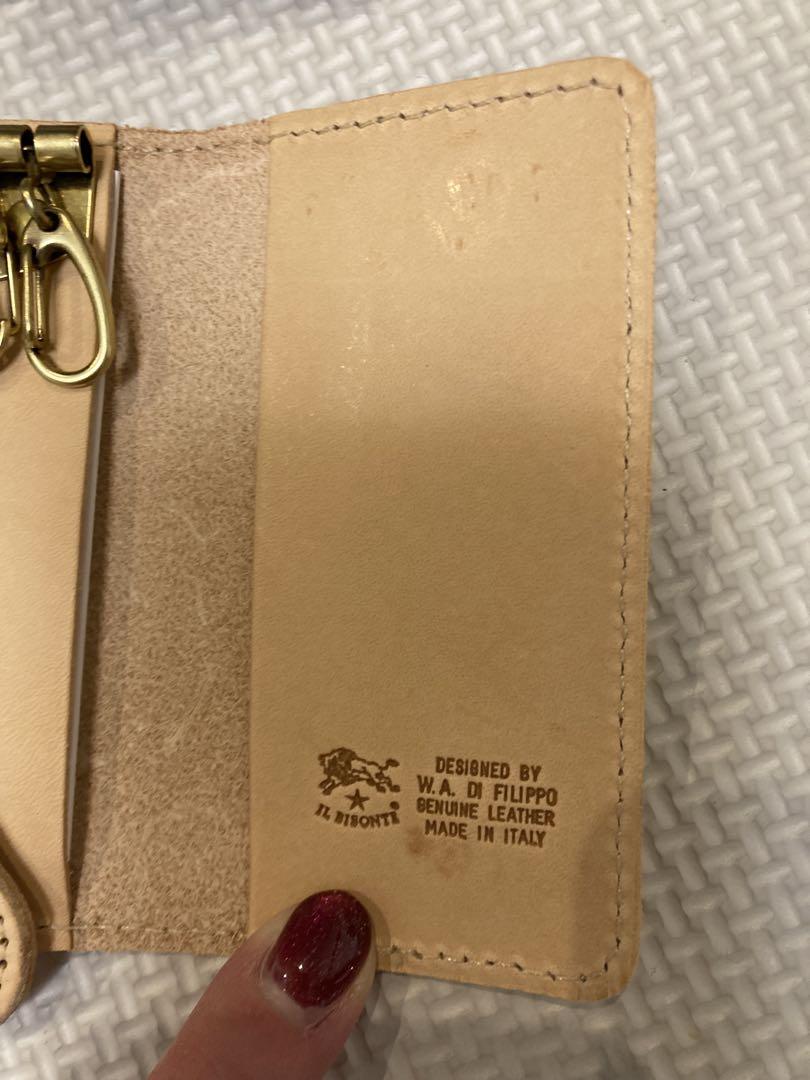 IL BISONTE
DESIGNED BY
W.A. DI FILIPPO
GENUINE LEATHER
MADE IN ITALY